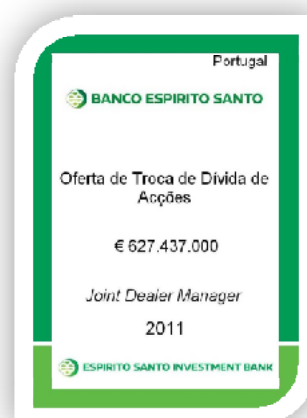 Portugal
BANCO ESPIRITO SANTO
Oferta de Troca de Dívida de
Acções
€ 627.437.000
Joint Dealer Manager
2011
ESPIRITO SANTO INVESTMENT BANK